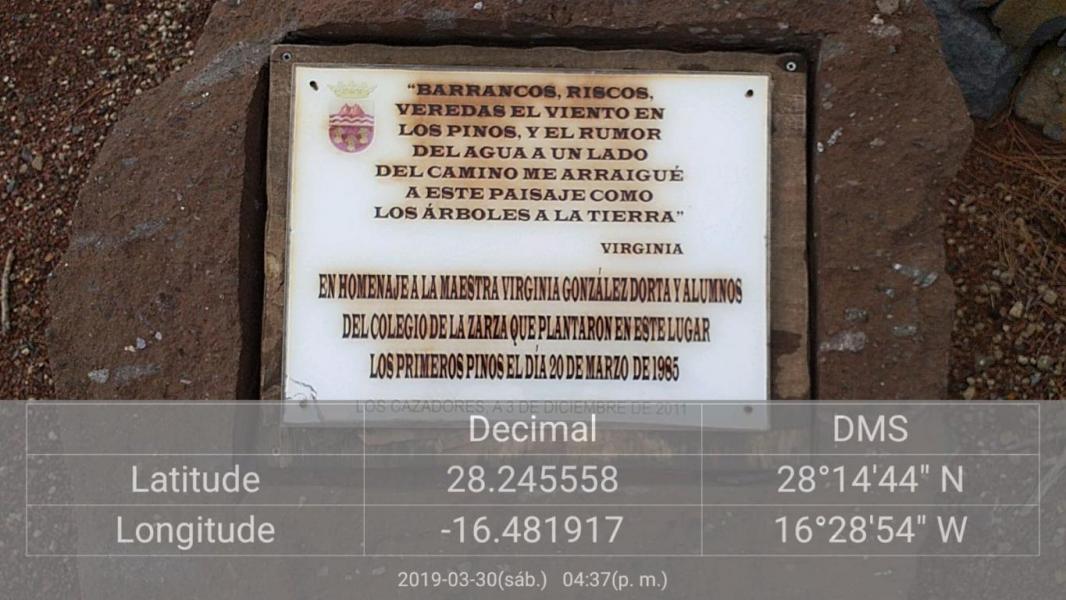 “BARRANCOS, RISCOS,
VEREDAS EL VIENTO EN
LOS PINOS, Y EL RUMOR
DEL AGUA A UN LADO
DEL CAMINO ME ARRAIGUÉ
A ESTE PAISAJE COMO
LOS ÁRBOLES A LA TIERRA”
VIRGINIA
EN HOMENAJE A LA MAESTRA VIRGINIA GONZÁLEZ DORTA Y ALUMNOS
DEL COLEGIO DE LA ZARZA QUE PLANTARON EN ESTE LUGAR
LOS PRIMEROS PINOS EL DÍA 20 DE MARZO DE 1985
LOS CAZADORES, A 3 DE DICIEMBRE DE 2011
Decimal DMS
Latitude 28.245558 28°14'44" N
Longitude -16.481917 16°28'54" W
2019-03-30(sáb.) 04:37(p. m.)